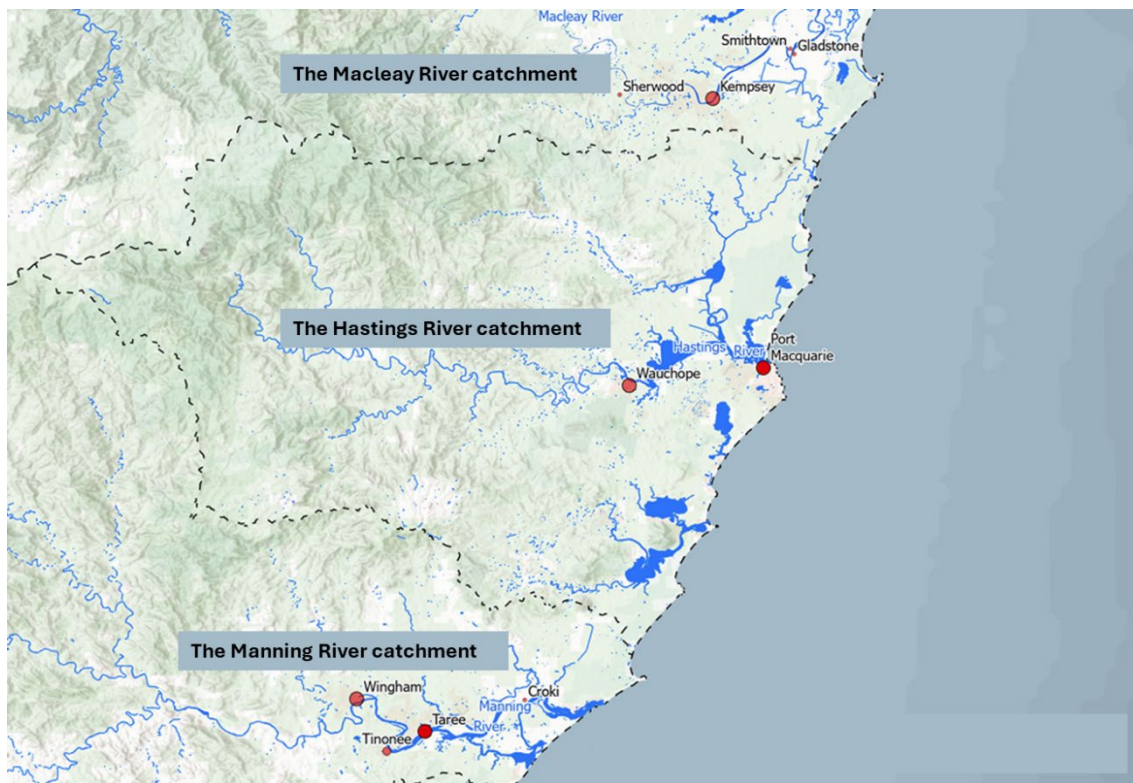 Macleay River
Smithtown
Gladstone
The Macleay River catchment
Sherwood
Kempsey
The Hastings River catchment
Hastings River
Port
Macquarie
Wauchope
The Manning River catchment
Wingham
Croki
Manning
River
Taree
Tinonee